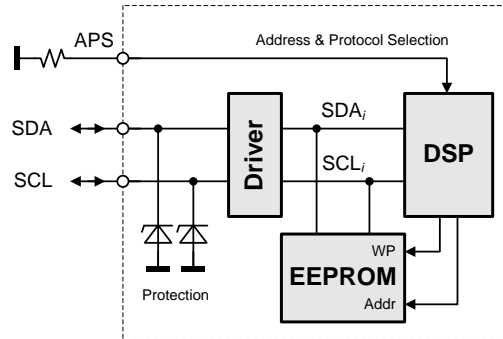 APS
Address & Protocol Selection
SDA
Driver
SDAi
DSP
SCL
SCLi
WP
EEPROM
Protection
Addr